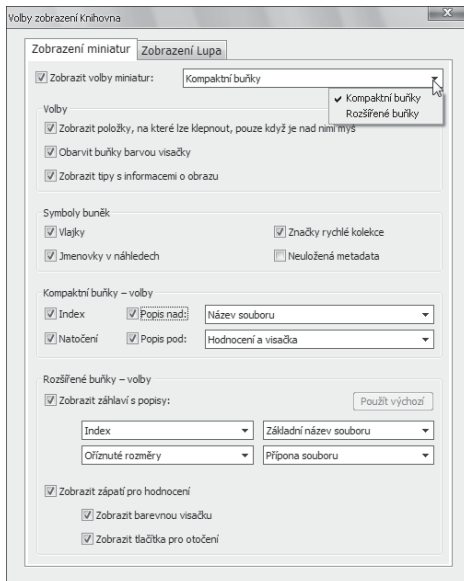 Volby zobrazení Knihovna
Zobrazení miniatur Zobrazení Lupa
Zobrazit volby miniatur: Kompaktní buňky
Kompaktní buňky
Rozšířené buňky
Volby
Zobrazit položky, na které lze klepnout, pouze když je nad nimi myš
Obarvit buňky barvou visačky
Zobrazit tipy s informacemi o obrazu
Symboly buněk
Vlajky Značky rychlé kolekce
Jmenovky v náhledech Neuložená metadata
Kompaktní buňky – volby
Index Popis nad: Název souboru
Natočení Popis pod: Hodnocení a visačka
Rozšířené buňky – volby
Zobrazit záhlaví s popisy: Použít výchozí
Index Základní název souboru
Oříznuté rozměry Přípona souboru
Zobrazit zápatí pro hodnocení
Zobrazit barevnou visačku
Zobrazit tlačítka pro otočení